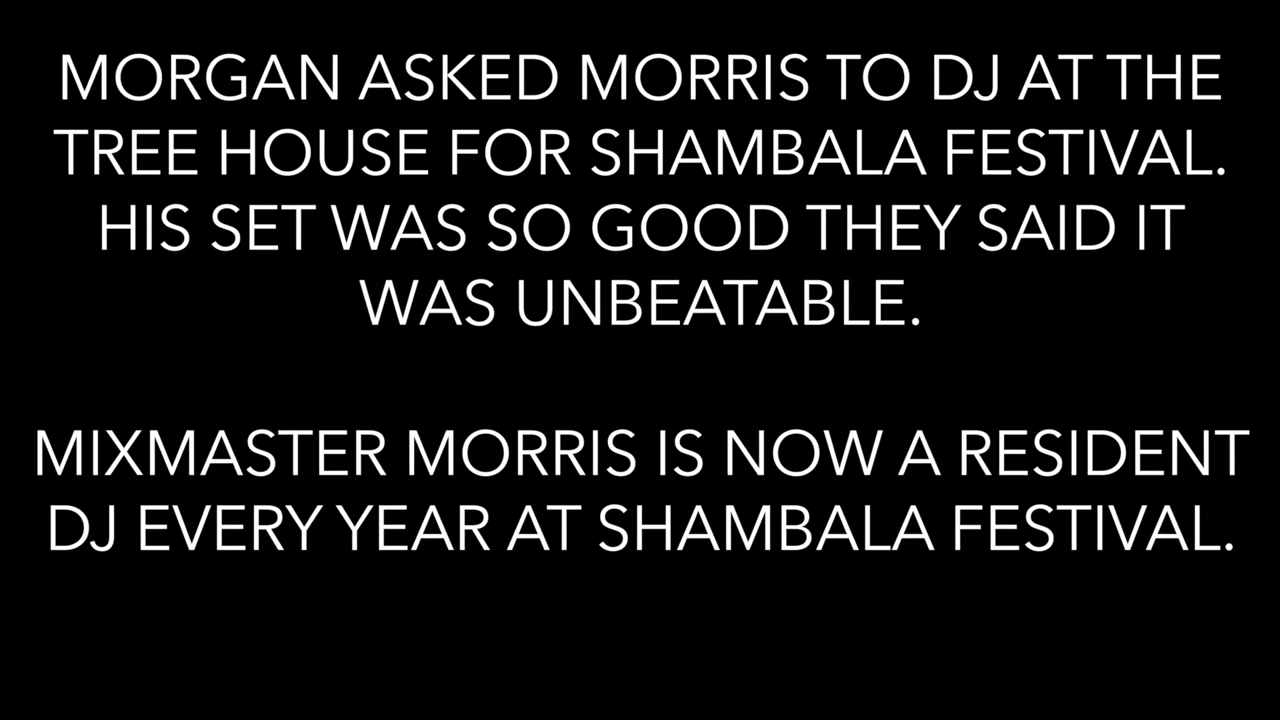 MORGAN ASKED MORRIS TO DJ AT THE
TREE HOUSE FOR SHAMBALA FESTIVAL.
HIS SET WAS SO GOOD THEY SAID IT
WAS UNBEATABLE.
MIXMASTER MORRIS IS NOW A RESIDENT
DJ EVERY YEAR AT SHAMBALA FESTIVAL.